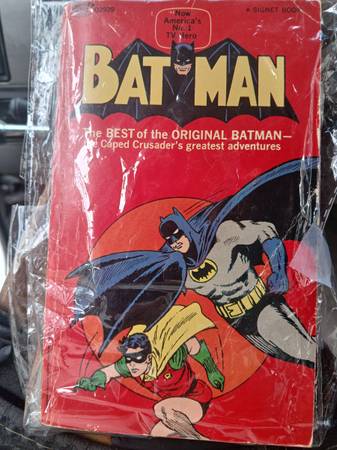 Now
America's
No. 1
TV Hero
A SIGNET BOOK
BATMAN
The BEST of the ORIGINAL BATMAN—
the Caped Crusader's greatest adventures